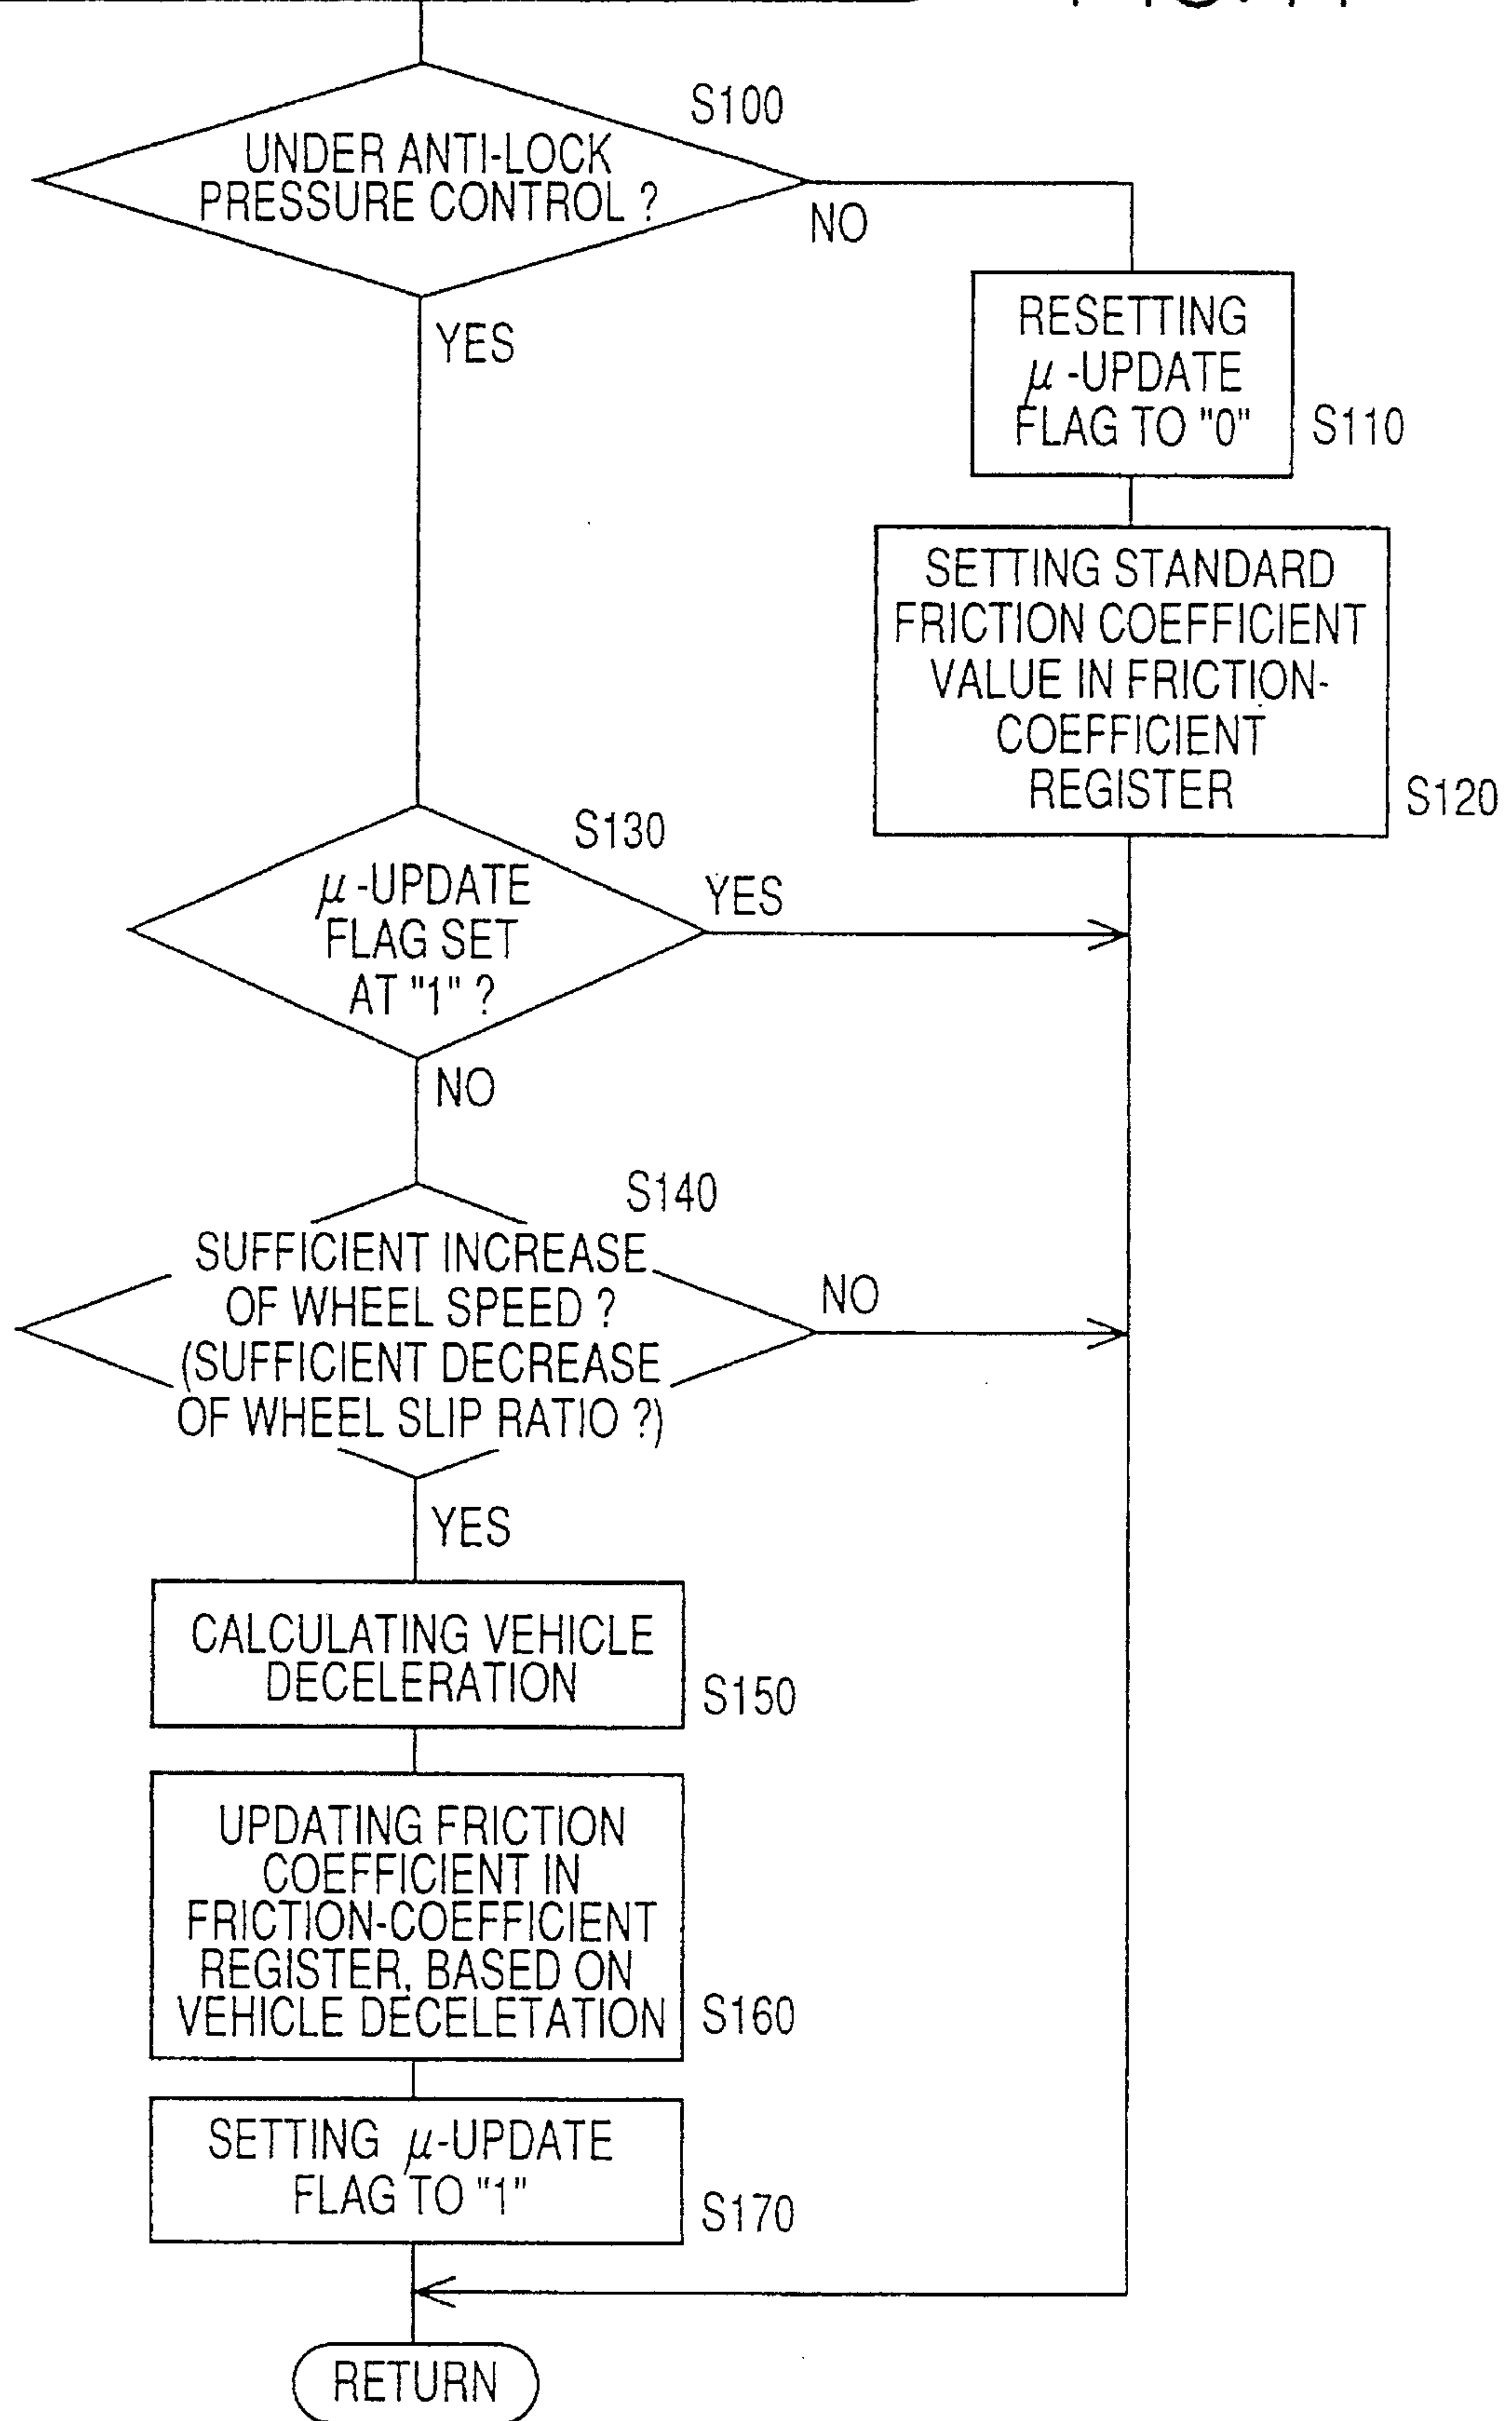 S100
UNDER ANTI-LOCK
PRESSURE CONTROL ?
NO
YES
RESETTING
μ-UPDATE
FLAG TO "0"
S110
SETTING STANDARD
FRICTION COEFFICIENT
VALUE IN FRICTION-
COEFFICIENT
REGISTER
S120
S130
μ-UPDATE
FLAG SET
AT "1" ?
YES
NO
S140
SUFFICIENT INCREASE
OF WHEEL SPEED ?
(SUFFICIENT DECREASE
OF WHEEL SLIP RATIO ?)
NO
YES
CALCULATING VEHICLE
DECELERATION
S150
UPDATING FRICTION
COEFFICIENT IN
FRICTION-COEFFICIENT
REGISTER, BASED ON
VEHICLE DECELETATION
S160
SETTING μ-UPDATE
FLAG TO "1"
S170
RETURN